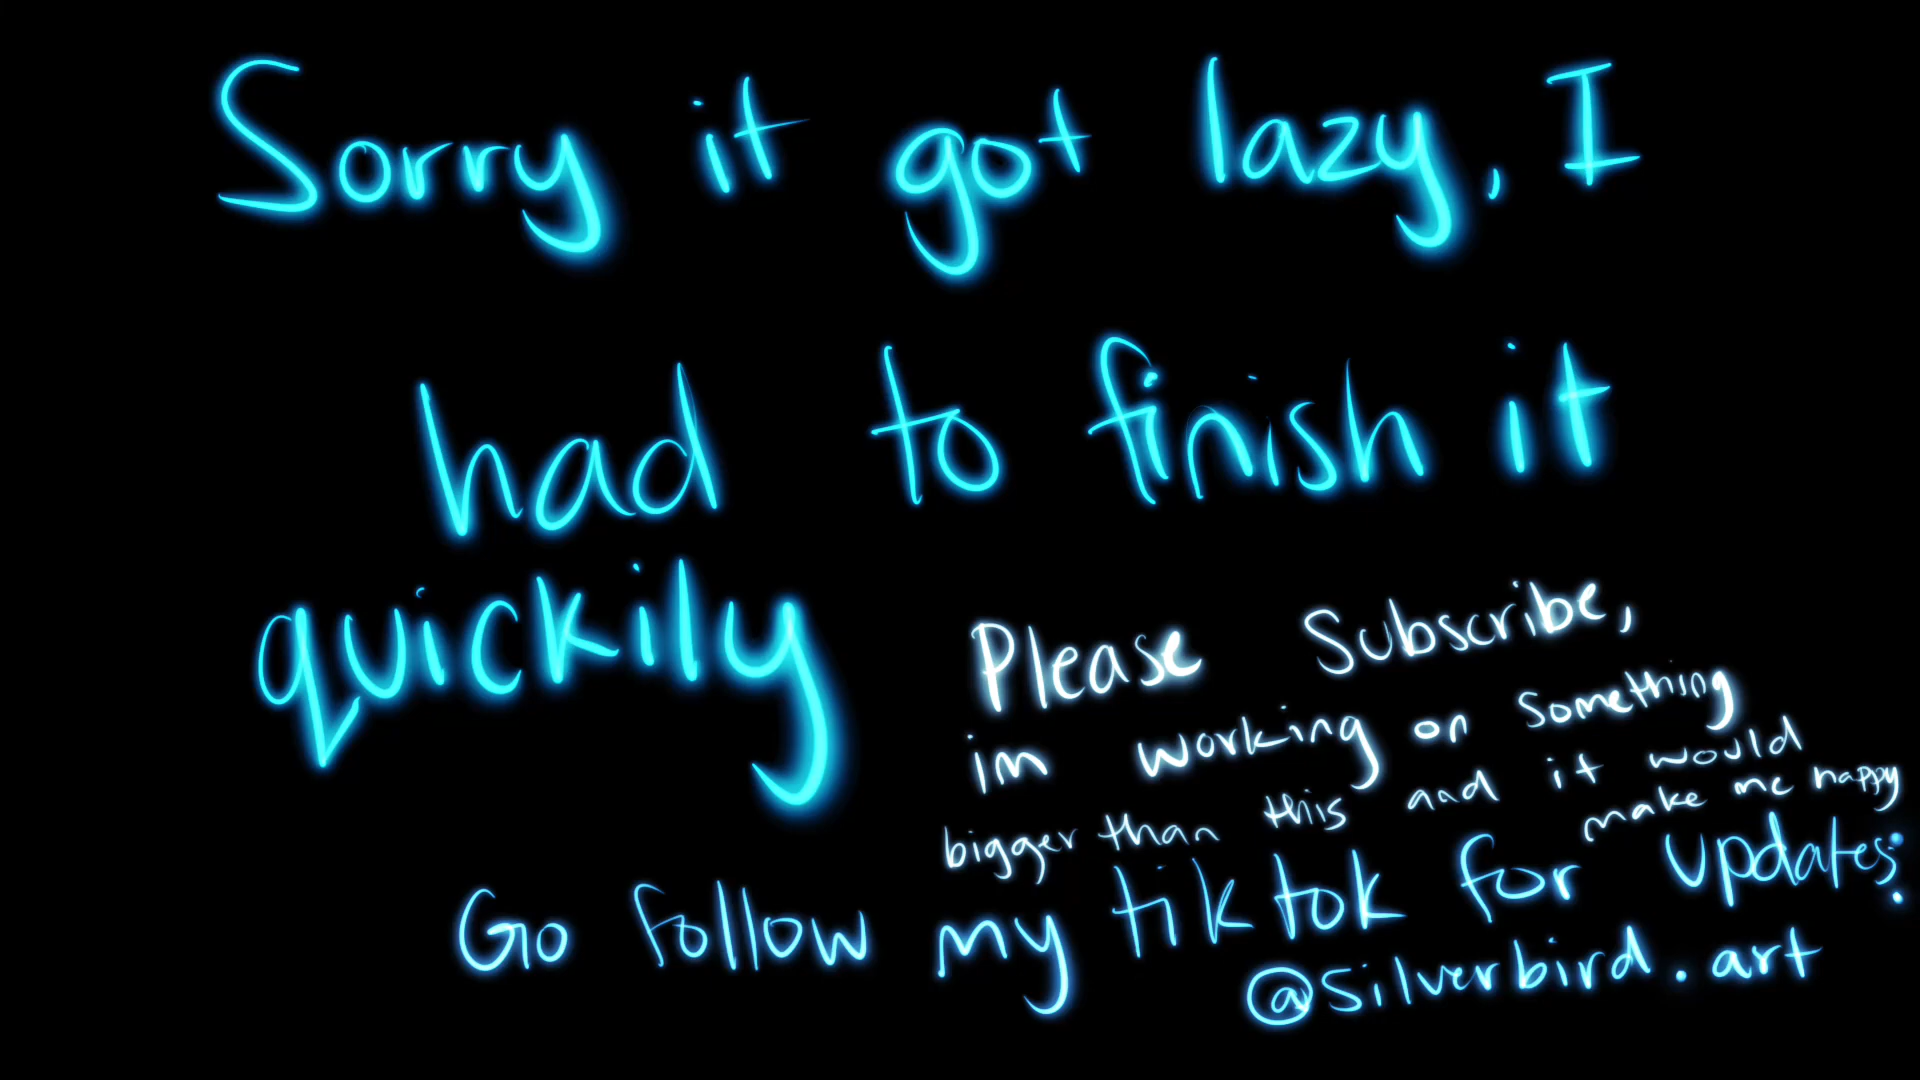 Sorry it got lazy, I
had to finish it
quickily
Please Subscribe,
im working on something
bigger than this and it would
make me happy
Go follow my tiktok for updates:
@Silverbird.art